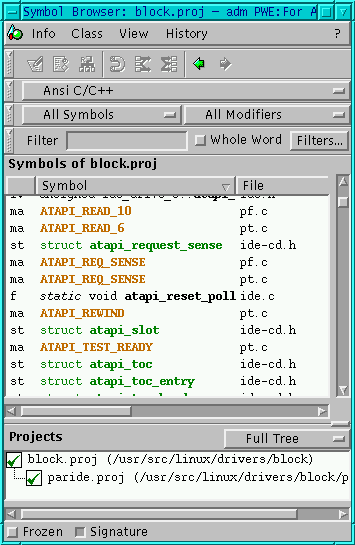 Symbol Browser: block.proj - adm PWE:For A
Info Class View History ?
Ansi C/C++
All Symbols All Modifiers
Filter Whole Word Filters...
Symbols of block.proj
Symbol File
ma ATAPI_READ_10 pf.c
ma ATAPI_READ_6 pt.c
st struct atapi_request_sense ide-cd.h
ma ATAPI_REQ_SENSE pf.c
ma ATAPI_REQ_SENSE pt.c
f static void atapi_reset_poll ide.c
ma ATAPI_REWIND pt.c
st struct atapi_slot ide-cd.h
ma ATAPI_TEST_READY pt.c
st struct atapi_toc ide-cd.h
st struct atapi_toc_entry ide-cd.h
Projects Full Tree
block.proj (/usr/src/linux/drivers/block)
paride.proj (/usr/src/linux/drivers/block/p
Frozen Signature